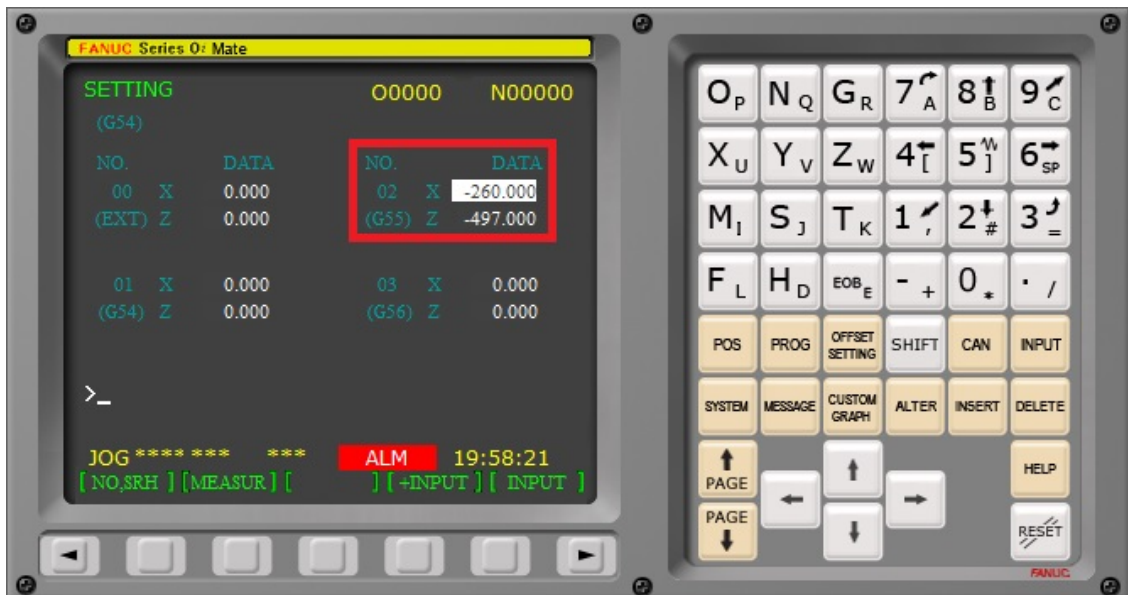 FANUC Series 0i Mate
SETTING O0000 N00000
(G54)
NO. DATA NO. DATA
00 X 0.000 02 X -260.000
(EXT) Z 0.000 (G55) Z -497.000
01 X 0.000 03 X 0.000
(G54) Z 0.000 (G56) Z 0.000
>_
JOG **** *** *** ALM 19:58:21
[ NO,SRH ] [MEASUR] [ ] [+INPUT] [ INPUT ]
OP NQ GR 7A 8B 9C
XU YV ZW 4[ 5] 6SP
MI SJ TK 1, 2# 3=
FL HD EOBE -+ 0* ./
POS PROG OFFSET SETTING SHIFT CAN INPUT
SYSTEM MESSAGE CUSTOM GRAPH ALTER INSERT DELETE
PAGE HELP
PAGE RESET
FANUC